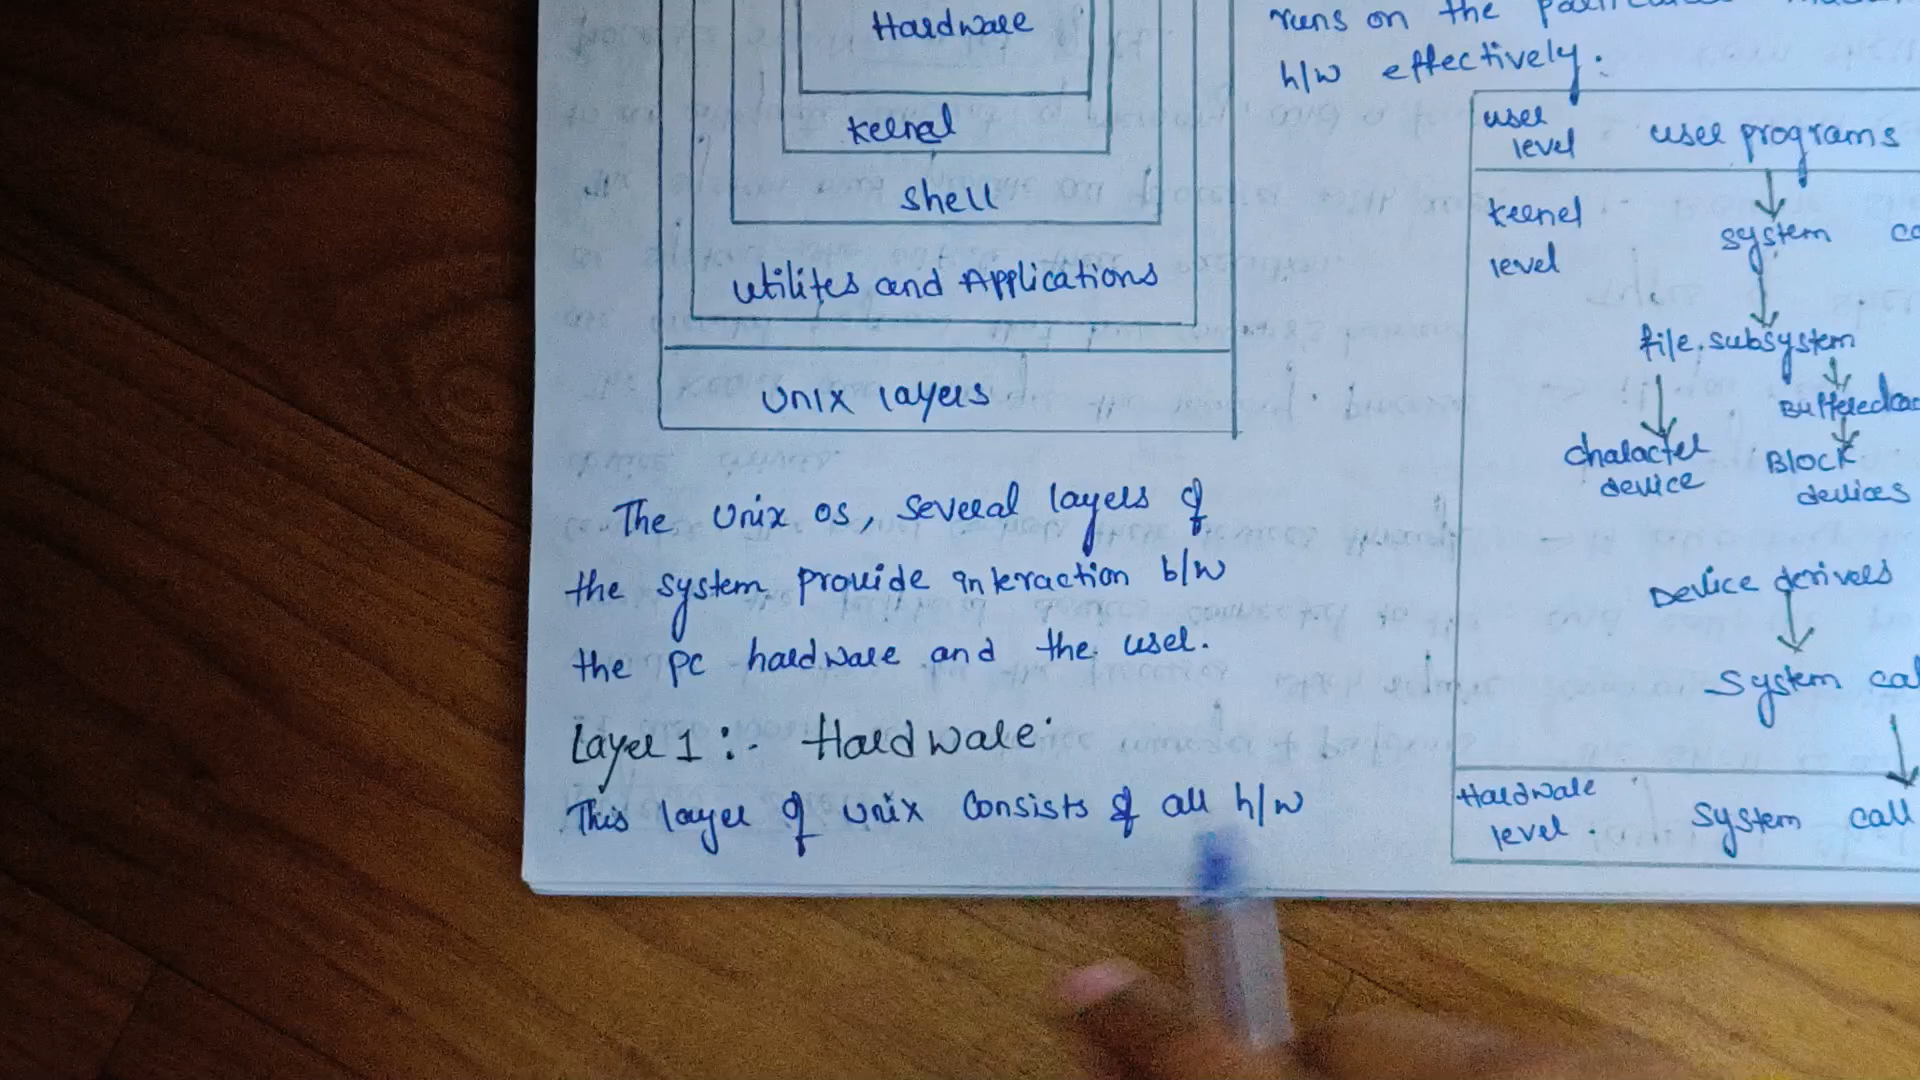 Hardware
kernal
shell
utilites and Applications
Unix layers
The Unix os, several layers of
the system provide interaction b/w
the pc hardware and the user.
Layer 1 :- Hardware
This layer of unix consists of all h/w
runs on the
h/w effectively.
user level
user programs
kernel level
system
file subsystem
character device
Block devices
Device derivers
System
Hardware level.
System call